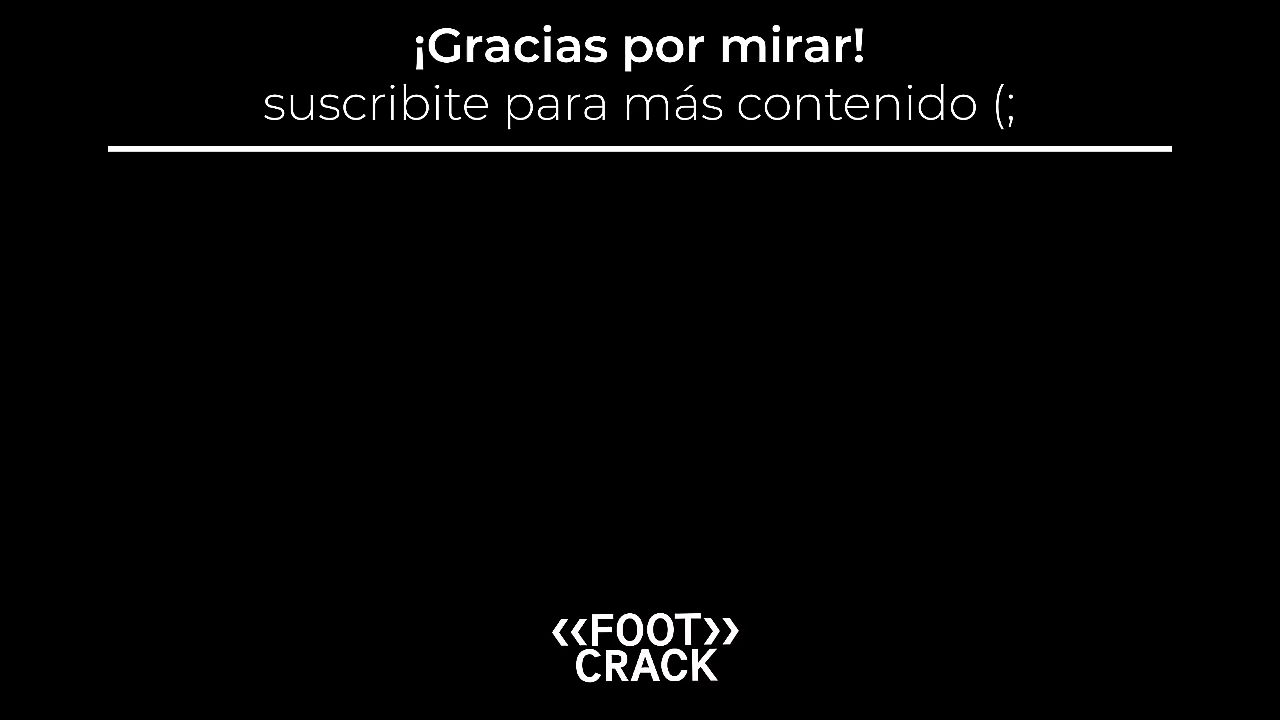 ¡Gracias por mirar!
suscribite para más contenido (;
‹‹FOOT››
CRACK